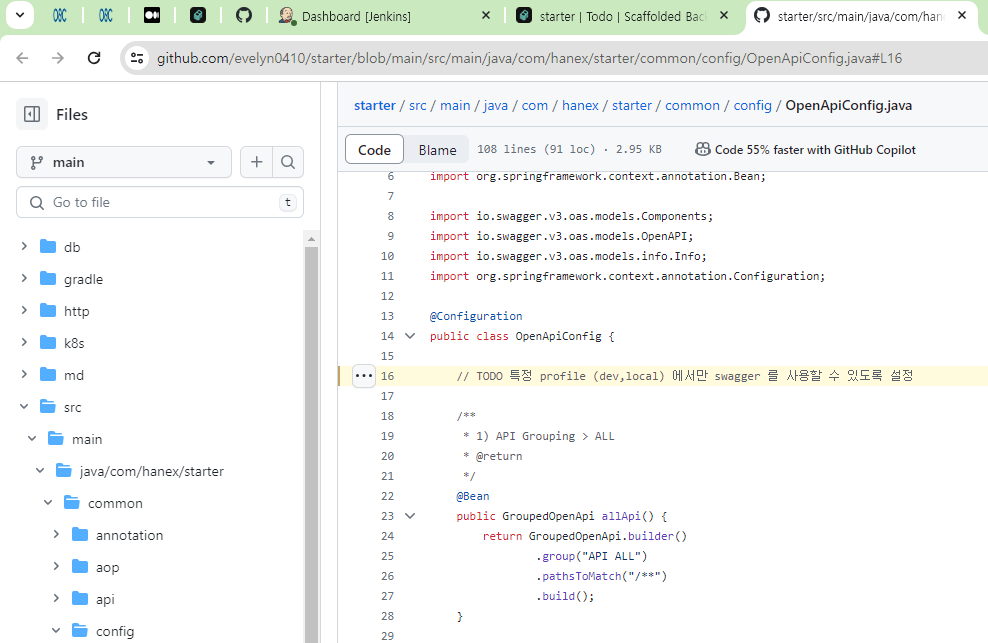 Dashboard [Jenkins]
starter | Todo | Scaffolded Bac
starter/src/main/java/com/han
github.com/evelyn0410/starter/blob/main/src/main/java/com/hanex/starter/common/config/OpenApiConfig.java#L16
Files
main
Go to file
t
db
gradle
http
k8s
md
src
main
java/com/hanex/starter
common
annotation
aop
api
config
starter / src / main / java / com / hanex / starter / common / config / OpenApiConfig.java
Code
Blame
108 lines (91 loc) · 2.95 KB
Code 55% faster with GitHub Copilot
6 import org.springframework.context.annotation.Bean;
7
8 import io.swagger.v3.oas.models.Components;
9 import io.swagger.v3.oas.models.OpenAPI;
10 import io.swagger.v3.oas.models.info.Info;
11 import org.springframework.context.annotation.Configuration;
12
13 @Configuration
14 public class OpenApiConfig {
15
16 // TODO 특정 profile (dev,local) 에서만 swagger 를 사용할 수 있도록 설정
17
18 /**
19 * 1) API Grouping > ALL
20 * @return
21 */
22 @Bean
23 public GroupedOpenApi allApi() {
24 return GroupedOpenApi.builder()
25 .group("API ALL")
26 .pathsToMatch("/**")
27 .build();
28 }
29